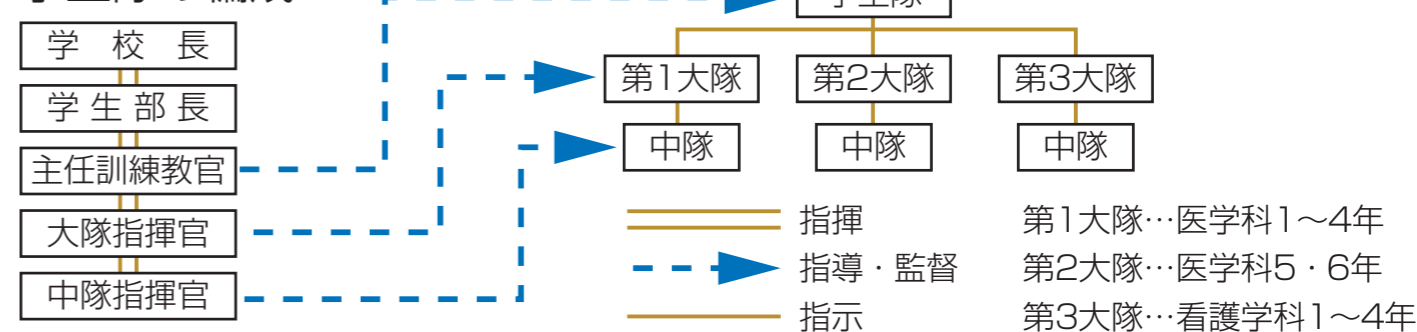 学　校　長
学 生 部 長
主任訓練教官
大隊指揮官
中隊指揮官
第1大隊
第2大隊
第3大隊
中隊
中隊
中隊
指揮
指導・監督
指示
第1大隊…医学科1～4年
第2大隊…医学科5・6年
第3大隊…看護学科1～4年